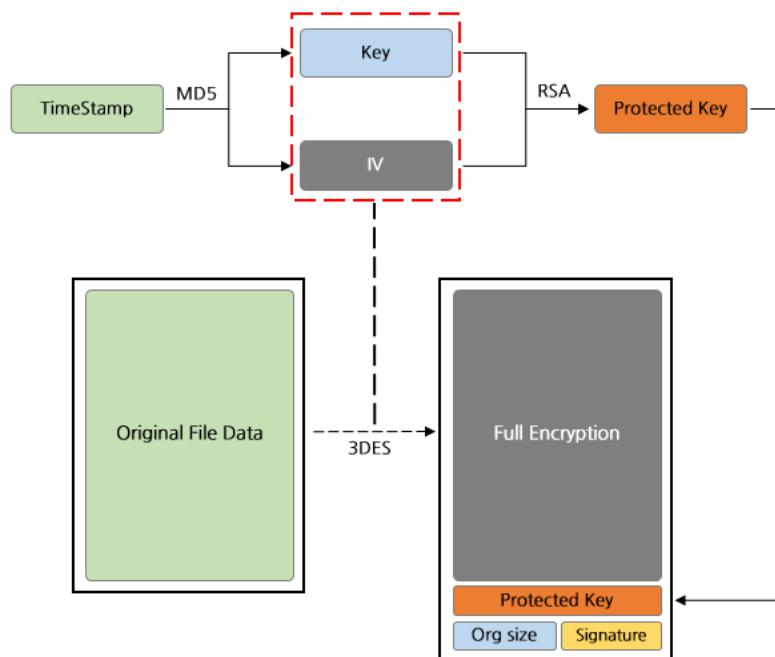 Key
MD5
RSA
TimeStamp
Protected Key
IV
Original File Data
Full Encryption
3DES
Protected Key
Org size
Signature